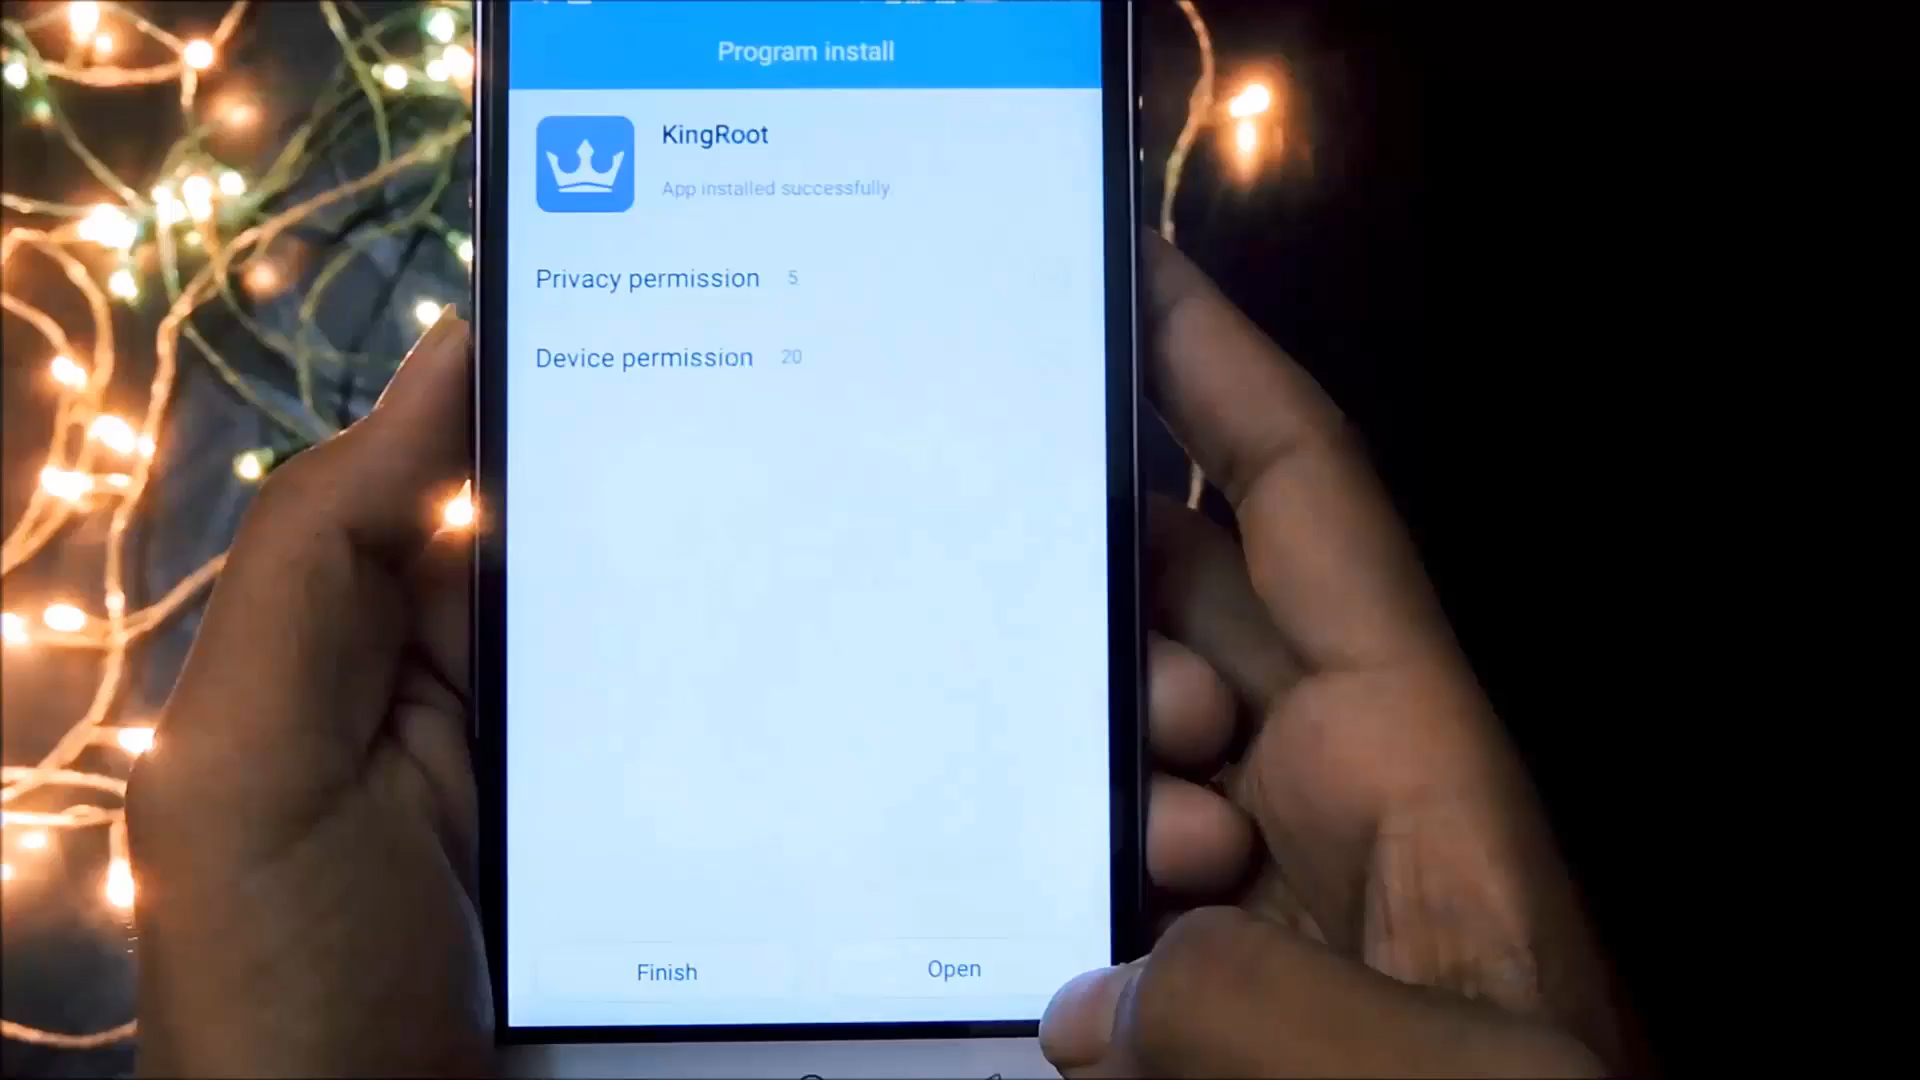 Program install
KingRoot
App installed successfully.
Privacy permission 5
Device permission 20
Finish
Open